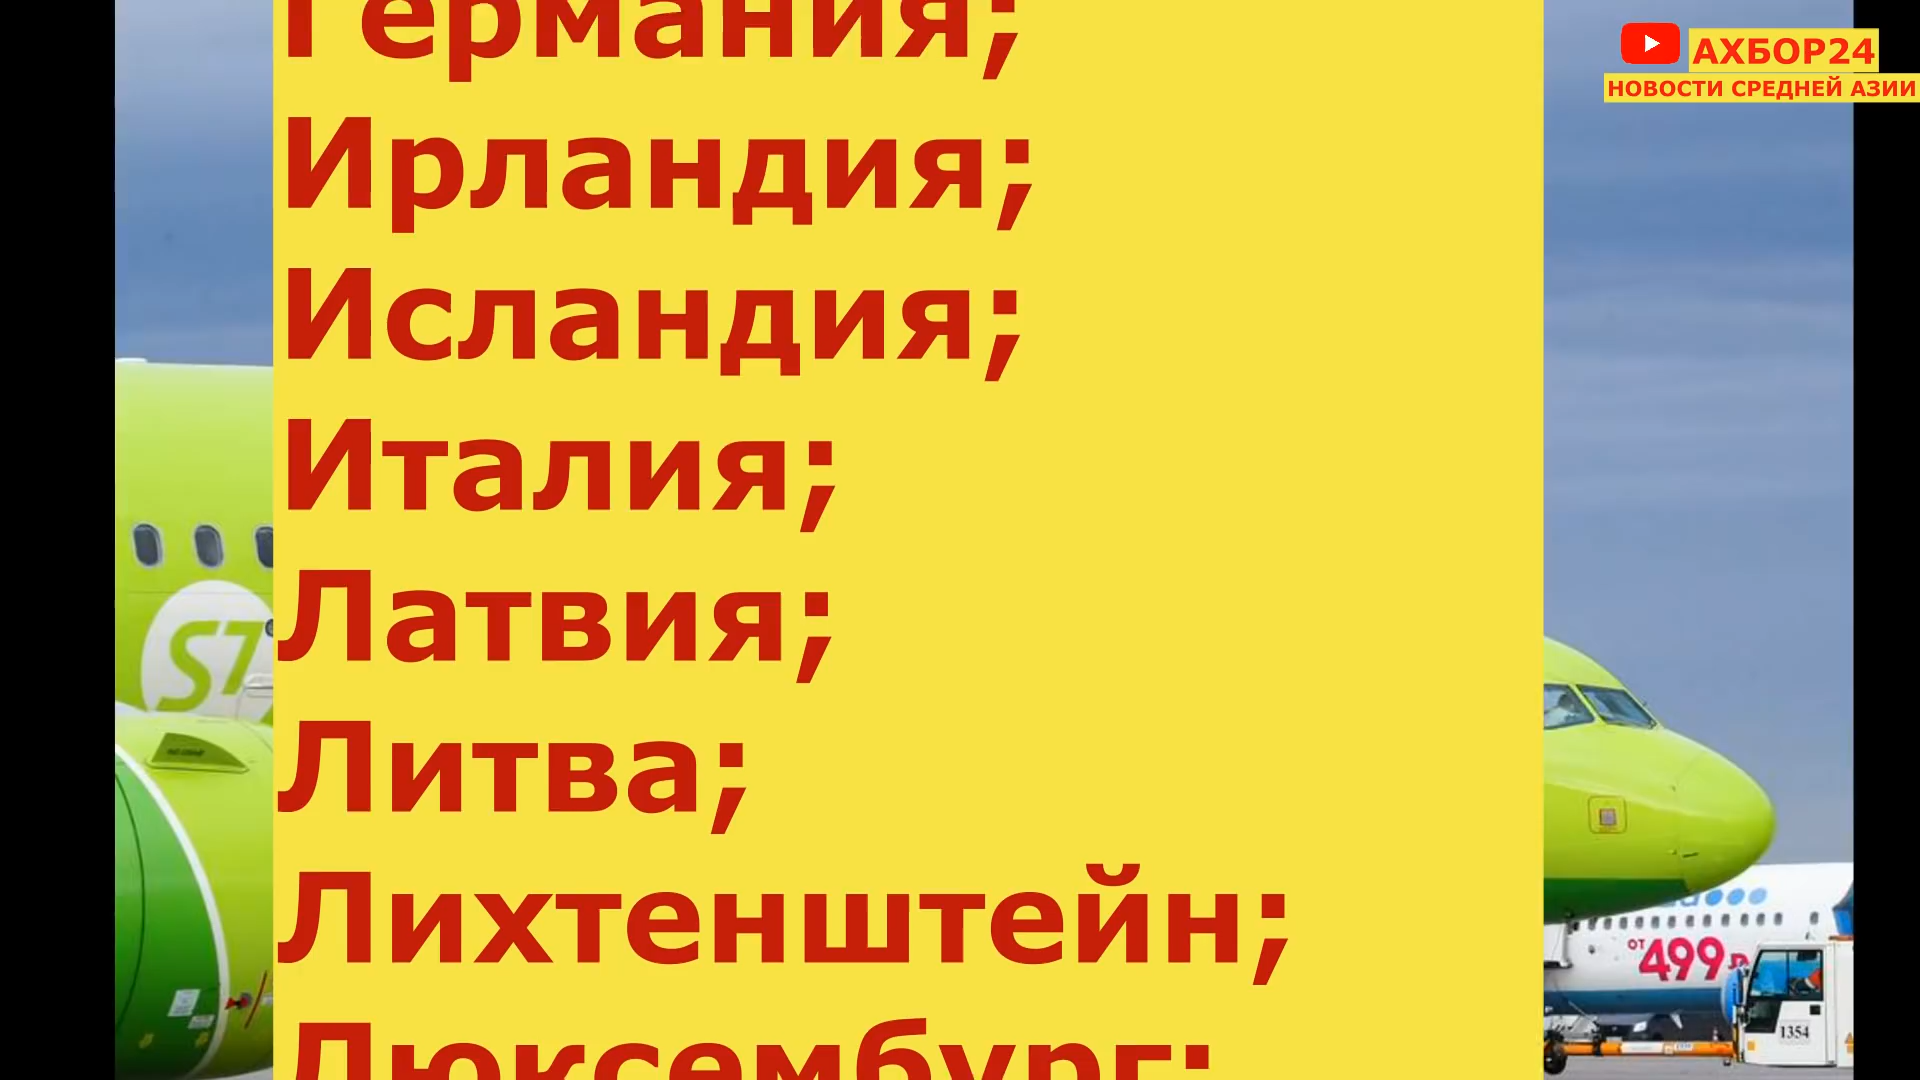 Германия;
Ирландия;
Исландия;
Италия;
Латвия;
Литва;
Лихтенштейн;
Люксембург;
АХБОР24
НОВОСТИ СРЕДНЕЙ АЗИИ
S7
от 499
1354